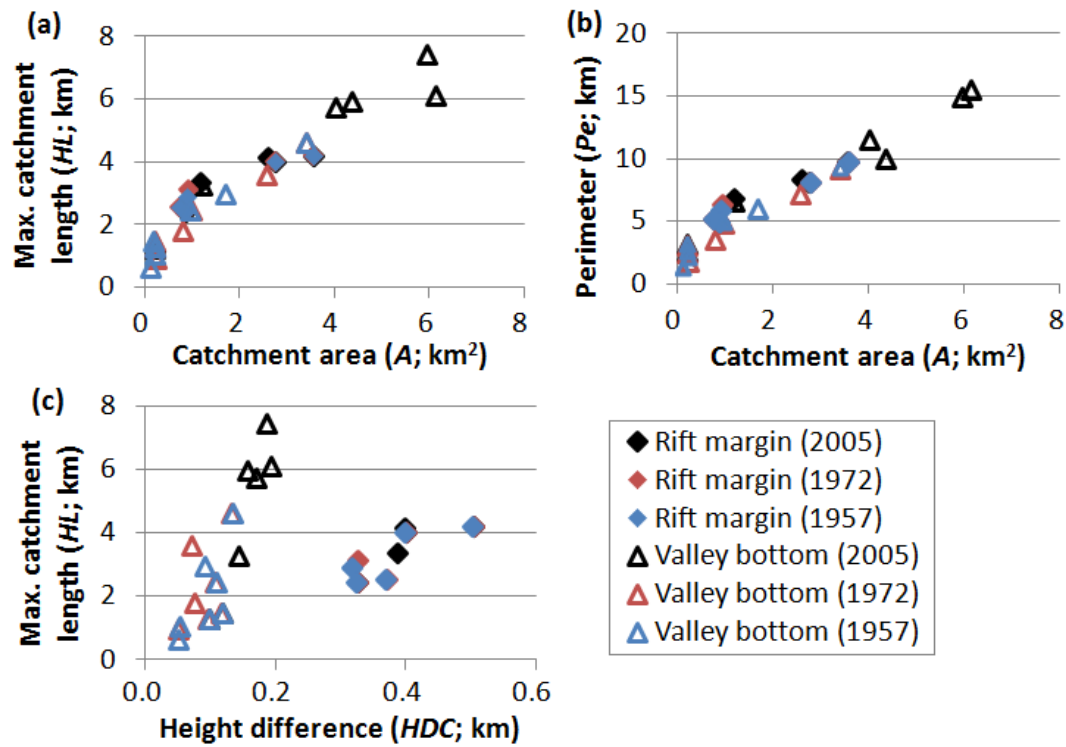 (a)
8
6
4
2
0
Max. catchment
length (HL; km)
0 2 4 6 8
Catchment area (A; km²)
(b)
20
15
10
5
0
Perimeter (Pe; km)
0 2 4 6 8
Catchment area (A; km²)
(c)
8
6
4
2
0
Max. catchment
length (HL; km)
0.0 0.2 0.4 0.6
Height difference (HDC; km)
Rift margin (2005)
Rift margin (1972)
Rift margin (1957)
Valley bottom (2005)
Valley bottom (1972)
Valley bottom (1957)